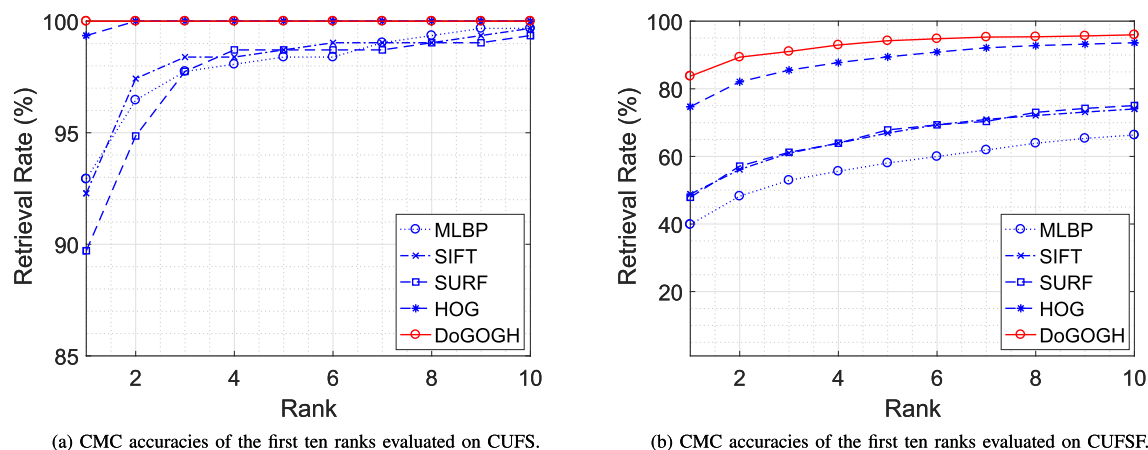 100
95
90
85
Retrieval Rate (%)
2 4 6 8 10
Rank
MLBP
SIFT
SURF
HOG
DoGOGH
(a) CMC accuracies of the first ten ranks evaluated on CUFS.
100
80
60
40
20
Retrieval Rate (%)
2 4 6 8 10
Rank
MLBP
SIFT
SURF
HOG
DoGOGH
(b) CMC accuracies of the first ten ranks evaluated on CUFSF.